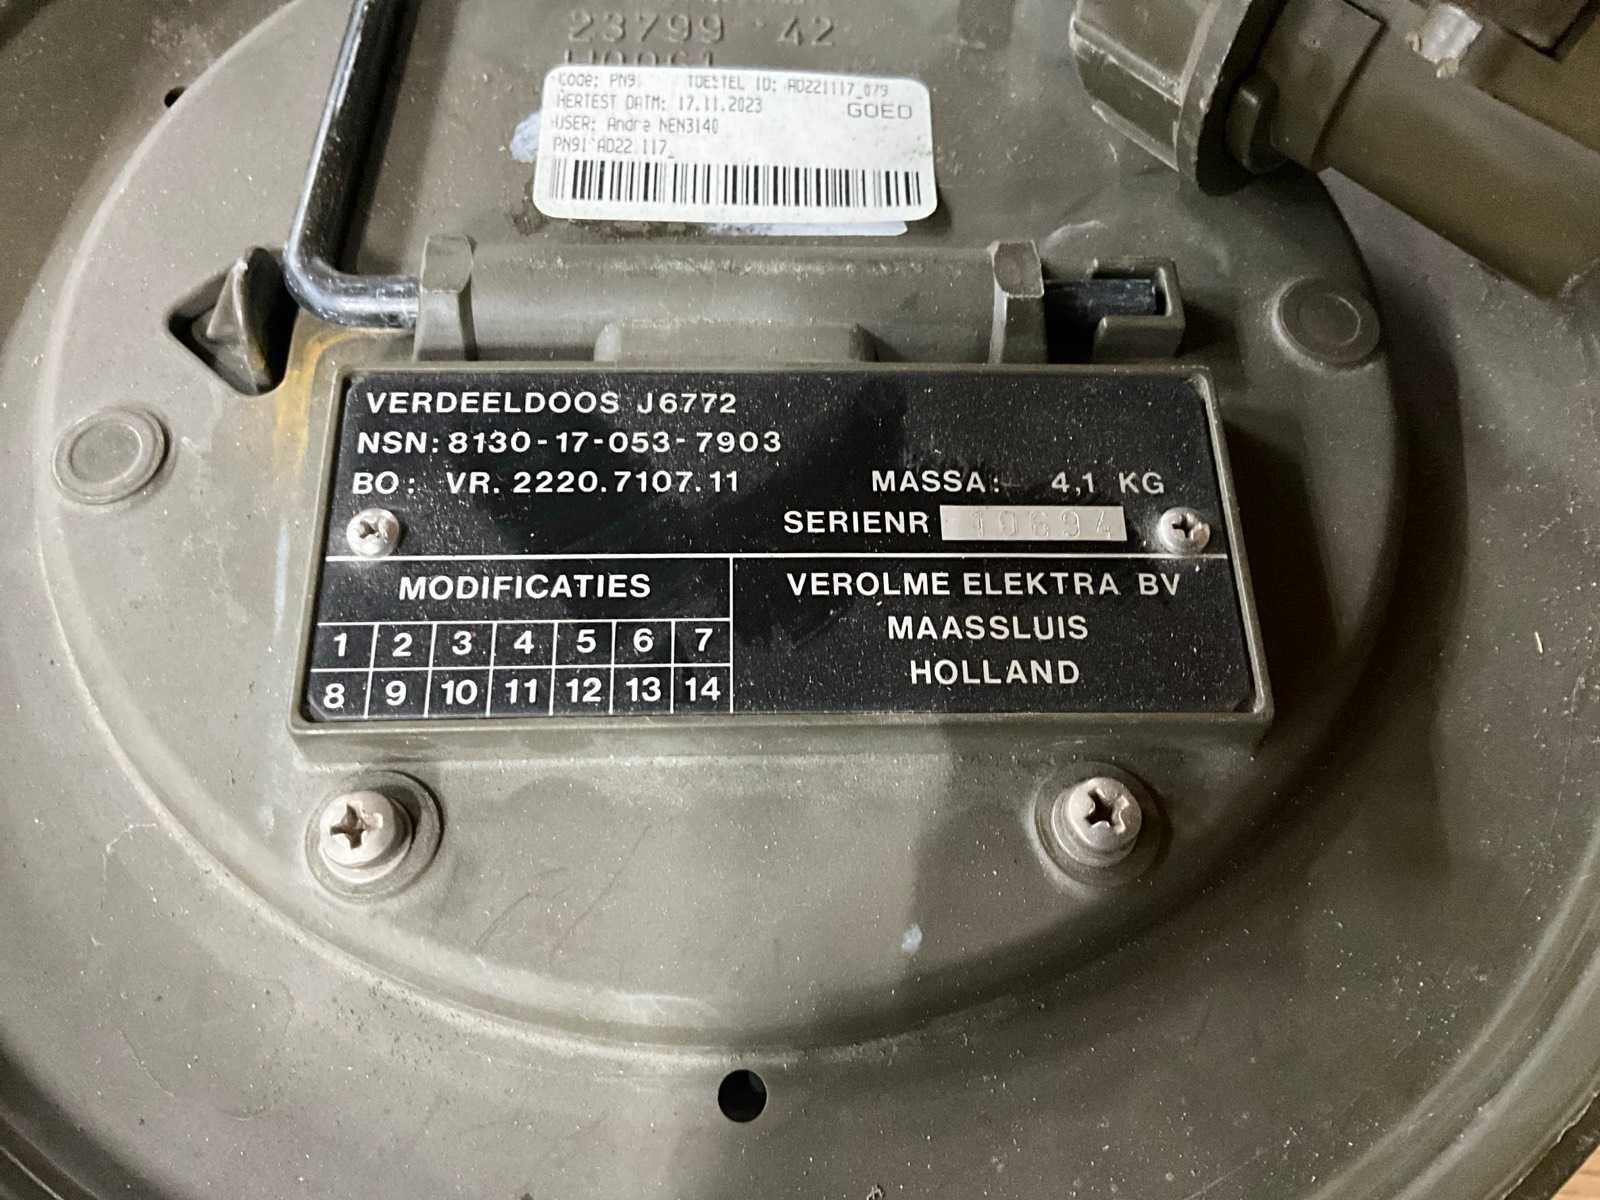 23799 42
Code: PN91 TOESTEL ID: AD221117_079
HERTEST DATM: 17.11.2023 GOED
USER: Andre NEN3140
PN91 AD22 117_
VERDEELDOOS J6772
NSN: 8130-17-053-7903
BO: VR. 2220.7107.11 MASSA: 4,1 KG
SERIENR 10694
MODIFICATIES
1 2 3 4 5 6 7
8 9 10 11 12 13 14
VEROLME ELEKTRA BV
MAASSLUIS
HOLLAND